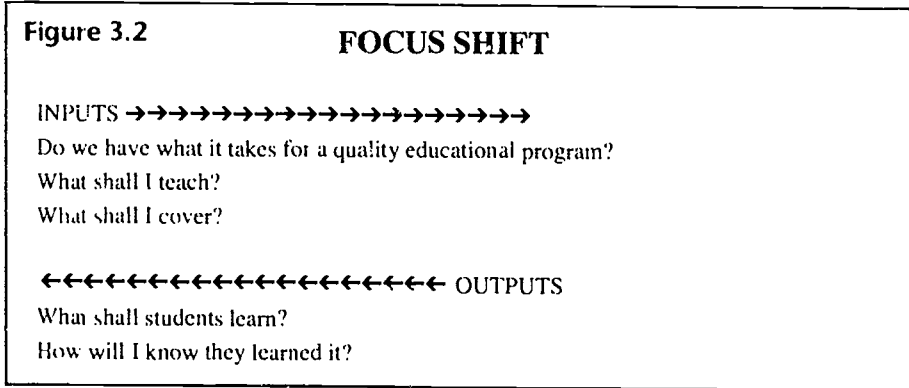 Figure 3.2
FOCUS SHIFT
INPUTS →→→→→→→→→→→→→→→→→→→
Do we have what it takes for a quality educational program?
What shall I teach?
What shall I cover?
←←←←←←←←←←←←←←←←←←← OUTPUTS
What shall students learn?
How will I know they learned it?